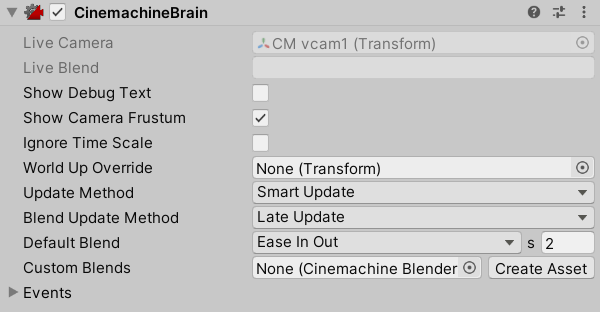 CinemachineBrain
Live Camera CM vcam1 (Transform)
Live Blend
Show Debug Text
Show Camera Frustum
Ignore Time Scale
World Up Override None (Transform)
Update Method Smart Update
Blend Update Method Late Update
Default Blend Ease In Out s 2
Custom Blends None (Cinemachine Blender Create Asset
Events